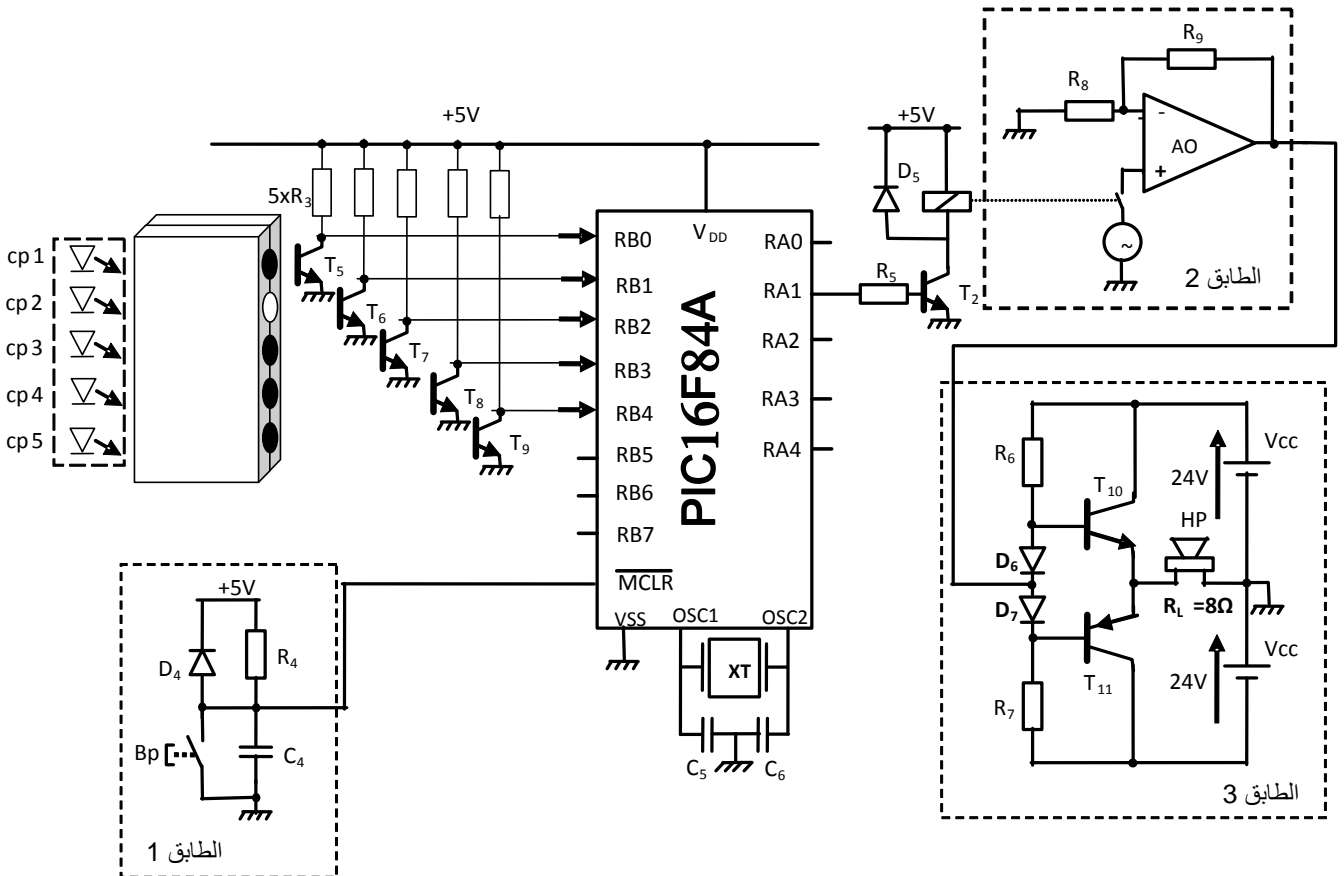 R₉
R₈
-
AO
+
~
الطابق 2
+5V
+5V
D₅
5xR₃
V DD
RB0
RB1
RB2
RB3
RB4
RB5
RB6
RB7
MCLR
VSS
OSC1
OSC2
PIC16F84A
RA0
RA1
RA2
RA3
RA4
R₅
T₂
cp 1
cp 2
cp 3
cp 4
cp 5
T₅
T₆
T₇
T₈
T₉
XT
C₅
C₆
+5V
D₄
R₄
Bp
C₄
الطابق 1
R₆
T₁₀
Vcc
24V
HP
D₆
D₇
R_L =8Ω
Vcc
24V
T₁₁
R₇
الطابق 3